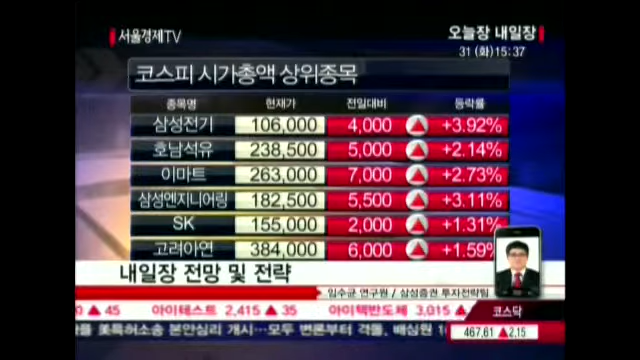 서울경제TV
오늘장 내일장
31 (화) 15:37
코스피 시가총액 상위종목
종목명 현재가 전일대비 등락률
삼성전기 106,000 4,000 ▲ +3.92%
호남석유 238,500 5,000 ▲ +2.14%
이마트 263,000 7,000 ▲ +2.73%
삼성엔지니어링 182,500 5,500 ▲ +3.11%
SK 155,000 2,000 ▲ +1.31%
고려아연 384,000 6,000 ▲ +1.59%
내일장 전망 및 전략
임수균 연구원 / 삼성증권 투자전략팀
▲ 45 아이테스트 2,415 ▲ 35 아이텍반도체 3,015 ▲
코스닥
플 美특허소송 본안심리 개시…모두 변론부터 격돌, 배심원 1
467.61 ▲2.15